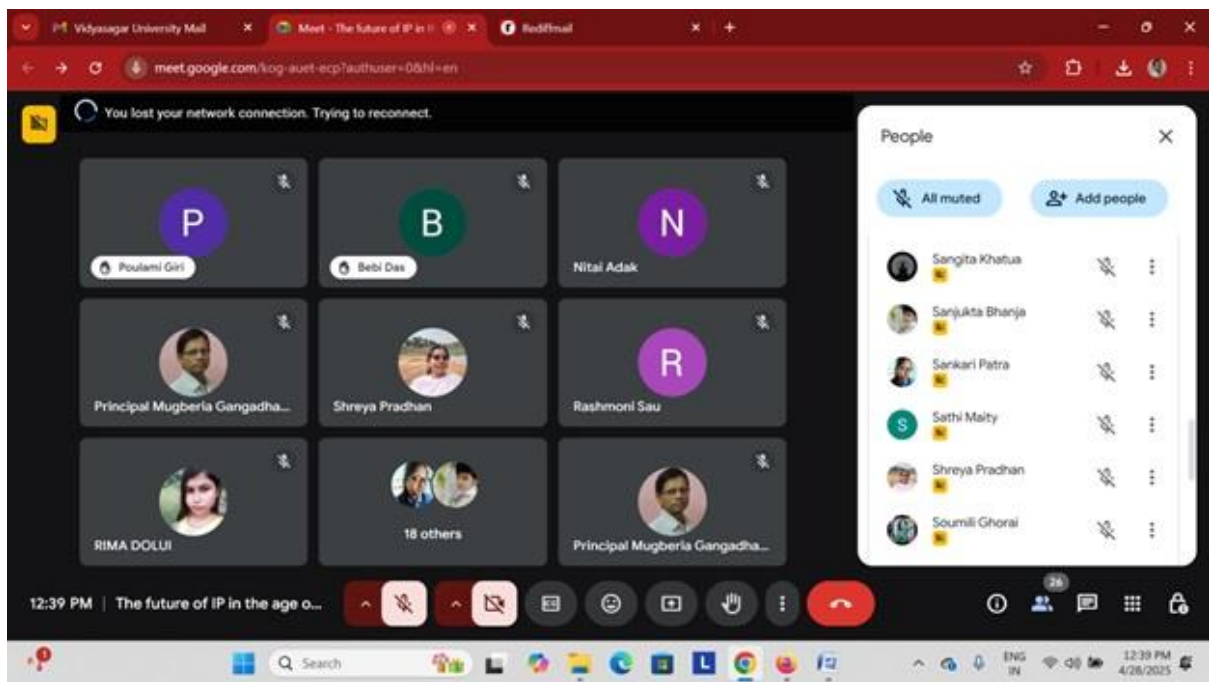 Vidyasagar University Mail
Meet - The future of IP in
Rediffmail
meet.google.com/kog-auet-ecp?authuser=0&hl=en
You lost your network connection. Trying to reconnect.
People
All muted
Add people
P
Poulami Giri
B
Bebi Das
N
Nitai Adak
Principal Mugberia Gangadha...
Shreya Pradhan
R
Rashmoni Sau
RIMA DOLUI
18 others
Principal Mugberia Gangadha...
Sangita Khatua
Sanjukta Bhanja
Sankari Patra
S
Sathi Maity
Shreya Pradhan
Soumili Ghorai
12:39 PM | The future of IP in the age o...
26
Search
L
ENG
IN
12:39 PM
4/28/2025